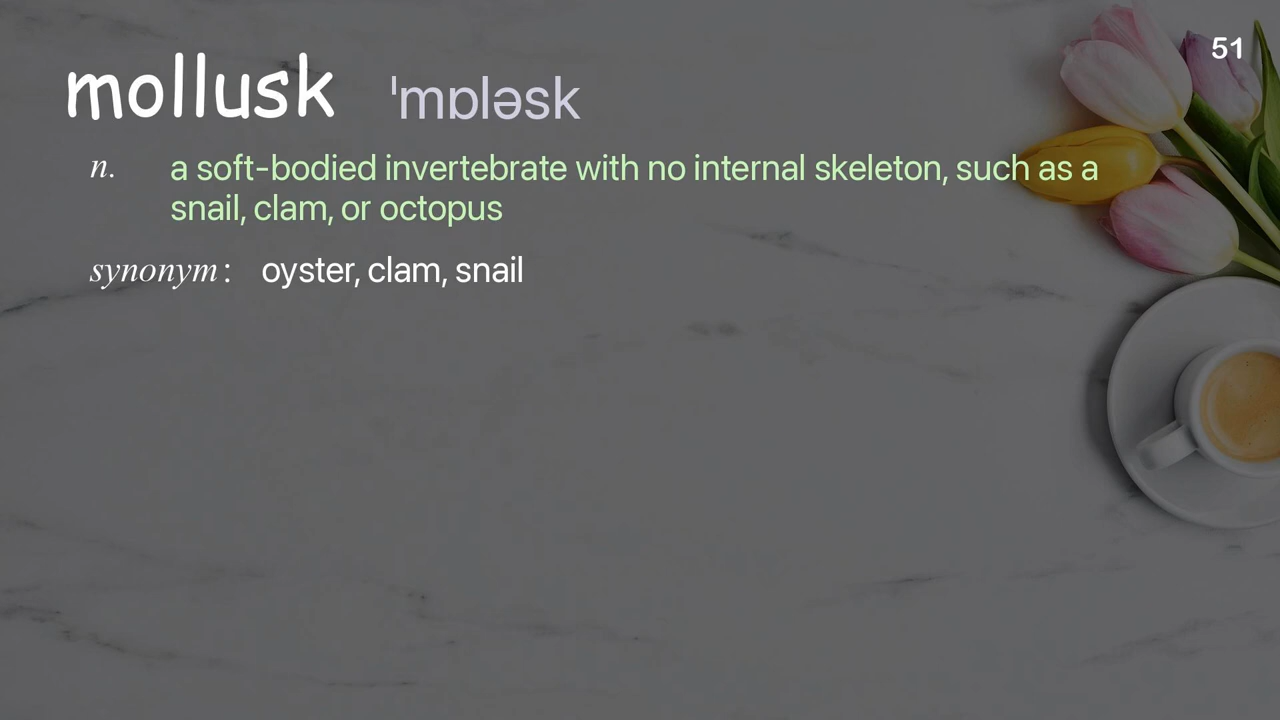 51
mollusk ˈmɒləsk
n. a soft-bodied invertebrate with no internal skeleton, such as a
snail, clam, or octopus
synonym: oyster, clam, snail